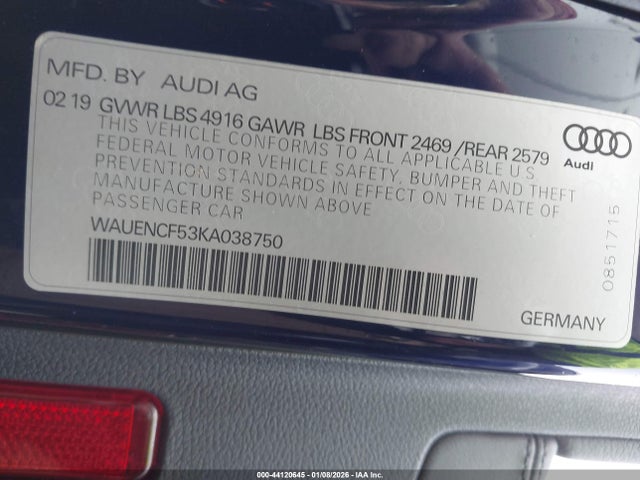 MFD. BY AUDI AG
02 19 GVWR LBS 4916 GAWR LBS FRONT 2469 /REAR 2579
THIS VEHICLE CONFORMS TO ALL APPLICABLE U S
FEDERAL MOTOR VEHICLE SAFETY, BUMPER AND THEFT
PREVENTION STANDARDS IN EFFECT ON THE DATE OF
MANUFACTURE SHOWN ABOVE
PASSENGER CAR
WAUENCF53KA038750
GERMANY
Audi
0851715
000-44120645 - 01/08/2026 - IAA Inc.